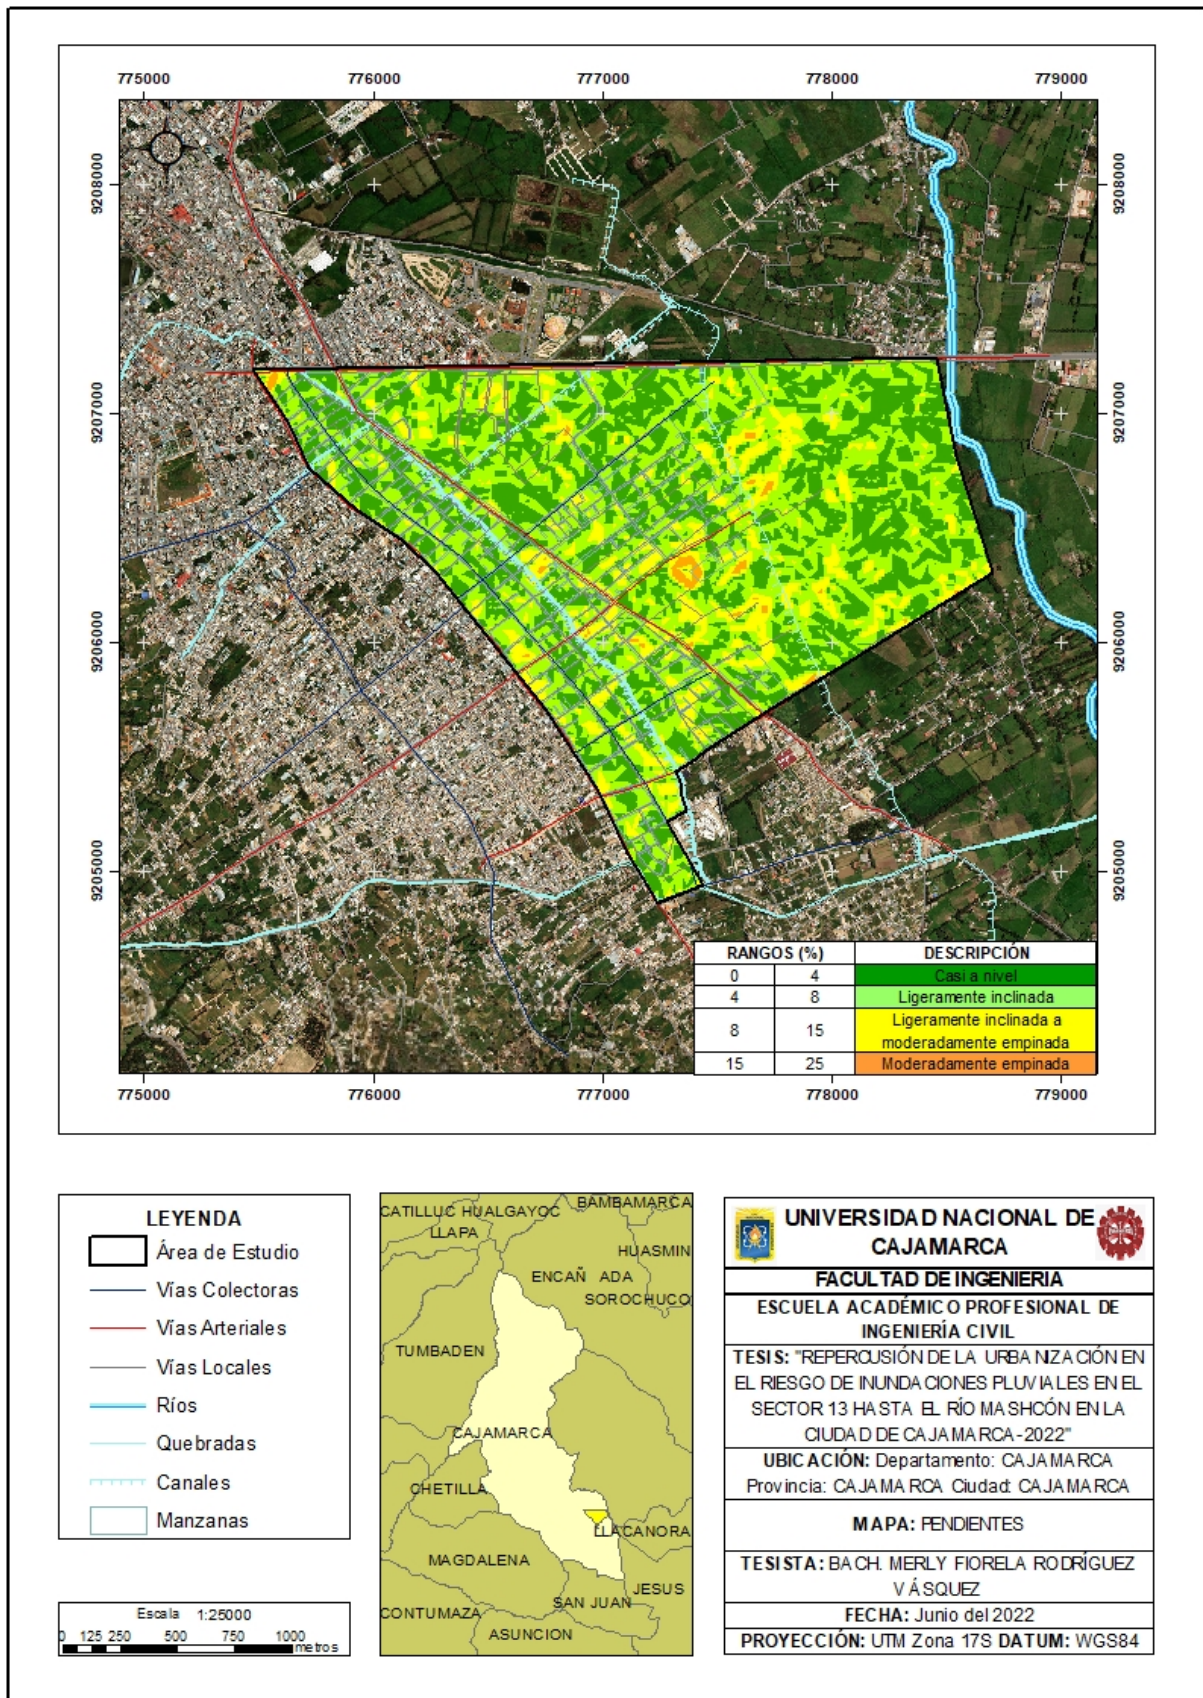 775000 776000 777000 778000 779000
9208000 9208000
9207000 9207000
9206000 9206000
9205000 9205000
RANGOS (%) DESCRIPCIÓN
0 4 Casi a nivel
4 8 Ligeramente inclinada
8 15 Ligeramente inclinada a
moderadamente empinada
15 25 Moderadamente empinada
775000 776000 777000 778000 779000
LEYENDA
Área de Estudio
Vías Colectoras
Vías Arteriales
Vías Locales
Ríos
Quebradas
Canales
Manzanas
Escala 1:25000
0 125 250 500 750 1000
metros
BAMBAMARCA
CATILLUC HUALGAYOC
LLAPA
HUASMIN
ENCAÑ ADA
SOROCHUCO
TUMBADEN
CAJAMARCA
CHETILLA
LLACANORA
MAGDALENA
JESUS
SAN JUAN
CONTUMAZA
ASUNCION
UNIVERSIDAD NACIONAL DE
CAJAMARCA
FACULTAD DE INGENIERIA
ESCUELA ACADÉMICO PROFESIONAL DE
INGENIERÍA CIVIL
TESIS: "REPERCUSIÓN DE LA URBANIZACIÓN EN
EL RIESGO DE INUNDACIONES PLUVIALES EN EL
SECTOR 13 HASTA EL RÍO MASHCÓN EN LA
CIUDAD DE CAJAMARCA-2022"
UBICACIÓN: Departamento: CAJAMARCA
Provincia: CAJAMARCA Ciudad: CAJAMARCA
MAPA: PENDIENTES
TESISTA: BACH. MERLY FIORELA RODRÍGUEZ
VÁSQUEZ
FECHA: Junio del 2022
PROYECCIÓN: UTM Zona 17S DATUM: WGS84